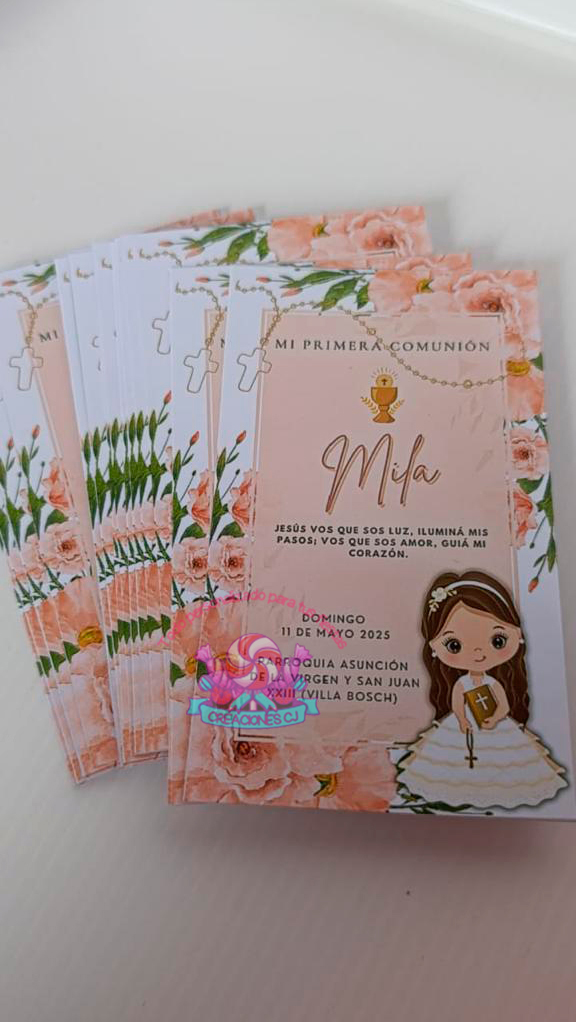 MI PRIMERA COMUNIÓN
Mila
JESÚS VOS QUE SOS LUZ, ILUMINÁ MIS
PASOS; VOS QUE SOS AMOR, GUIÁ MI
CORAZÓN.
DOMINGO
11 DE MAYO 2025
PARROQUIA ASUNCIÓN
DE LA VIRGEN Y SAN JUAN
XXIII (VILLA BOSCH)
CREACIONES CJ